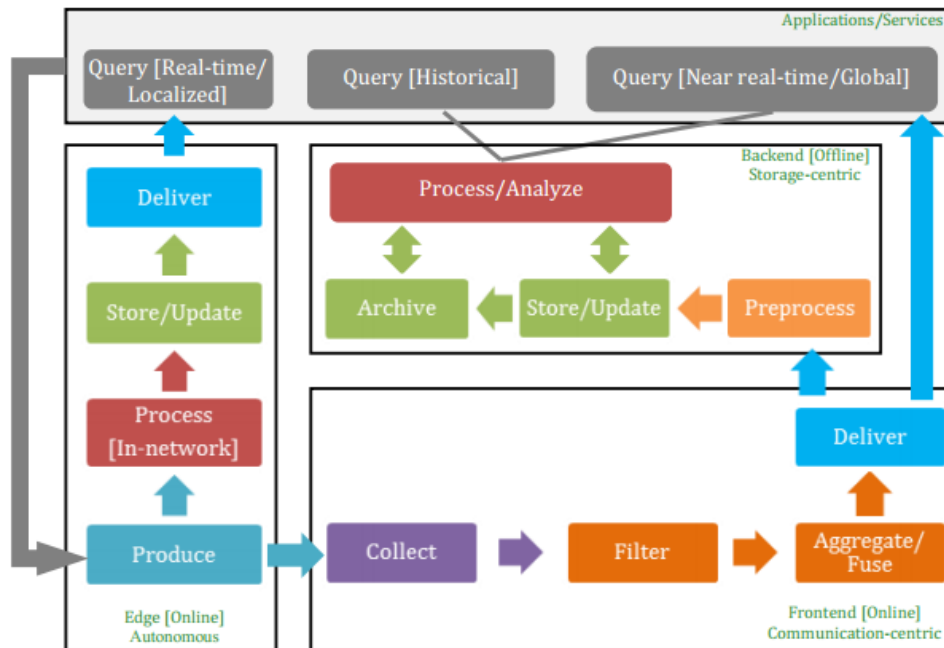 Applications/Services
Query [Real-time/
Localized]
Query [Historical]
Query [Near real-time/Global]
Backend [Offline]
Storage-centric
Deliver
Process/Analyze
Store/Update
Archive
Store/Update
Preprocess
Process
[In-network]
Deliver
Produce
Collect
Filter
Aggregate/
Fuse
Edge [Online]
Autonomous
Frontend [Online]
Communication-centric